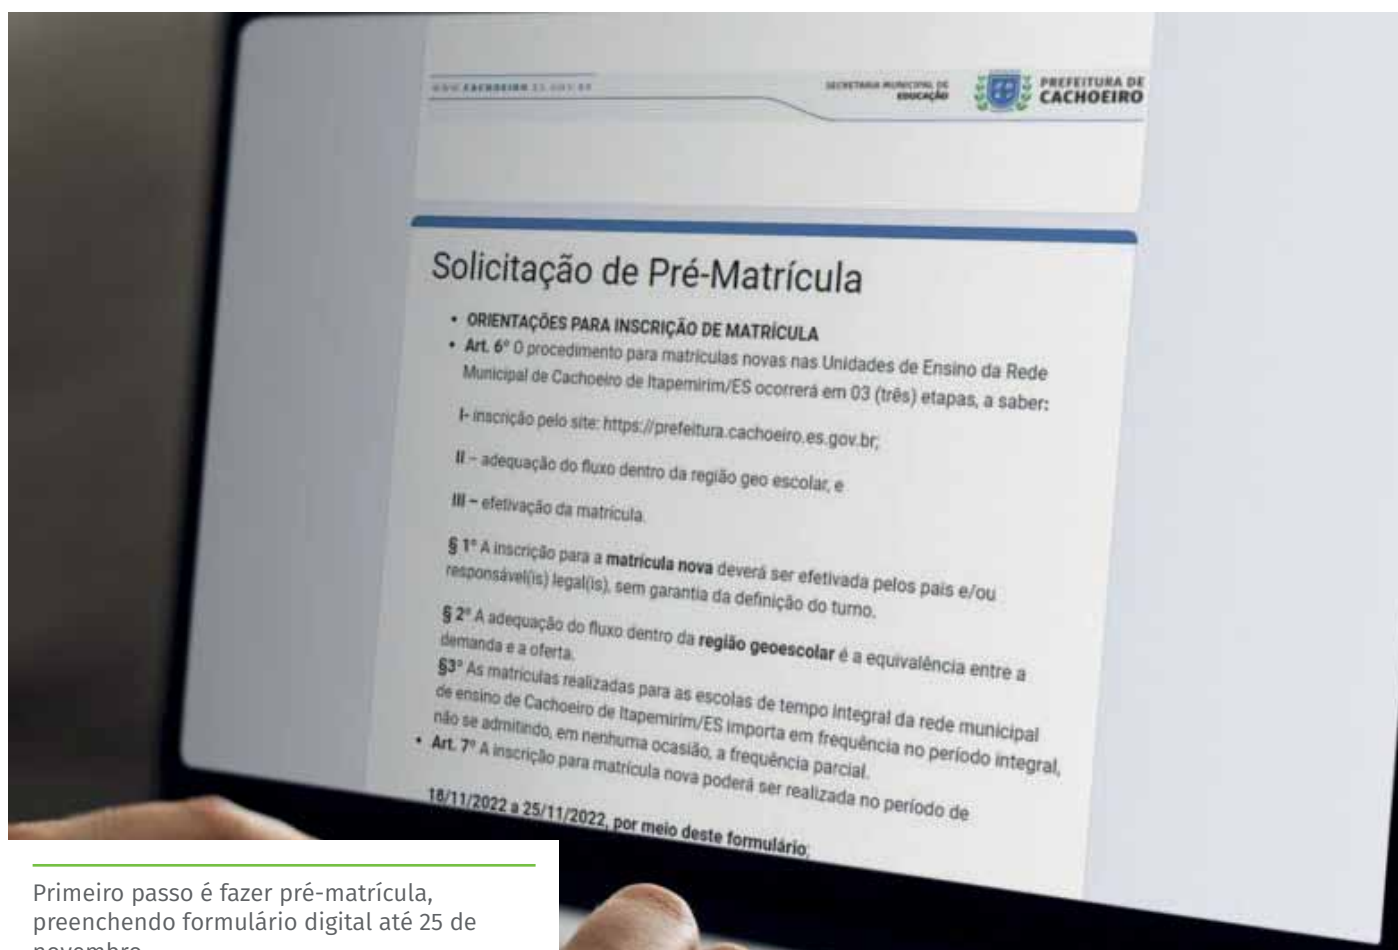 WWW.CACHOEIRO.ES.GOV.BR
SECRETARIA MUNICIPAL DE
EDUCAÇÃO
PREFEITURA DE
CACHOEIRO
Solicitação de Pré-Matrícula
• ORIENTAÇÕES PARA INSCRIÇÃO DE MATRÍCULA
• Art. 6º O procedimento para matrículas novas nas Unidades de Ensino da Rede
Municipal de Cachoeiro de Itapemirim/ES ocorrerá em 03 (três) etapas, a saber:
I- inscrição pelo site: https://prefeitura.cachoeiro.es.gov.br;
II – adequação do fluxo dentro da região geo escolar, e
III – efetivação da matrícula.
§ 1º A inscrição para a matrícula nova deverá ser efetivada pelos pais e/ou
responsável(is) legal(is), sem garantia da definição do turno.
§ 2º A adequação do fluxo dentro da região geoescolar é a equivalência entre a
demanda e a oferta.
§3º As matrículas realizadas para as escolas de tempo integral da rede municipal
de ensino de Cachoeiro de Itapemirim/ES importa em frequência no período integral,
não se admitindo, em nenhuma ocasião, a frequência parcial.
• Art. 7º A inscrição para matrícula nova poderá ser realizada no período de
18/11/2022 a 25/11/2022, por meio deste formulário;
Primeiro passo é fazer pré-matrícula,
preenchendo formulário digital até 25 de
novembro